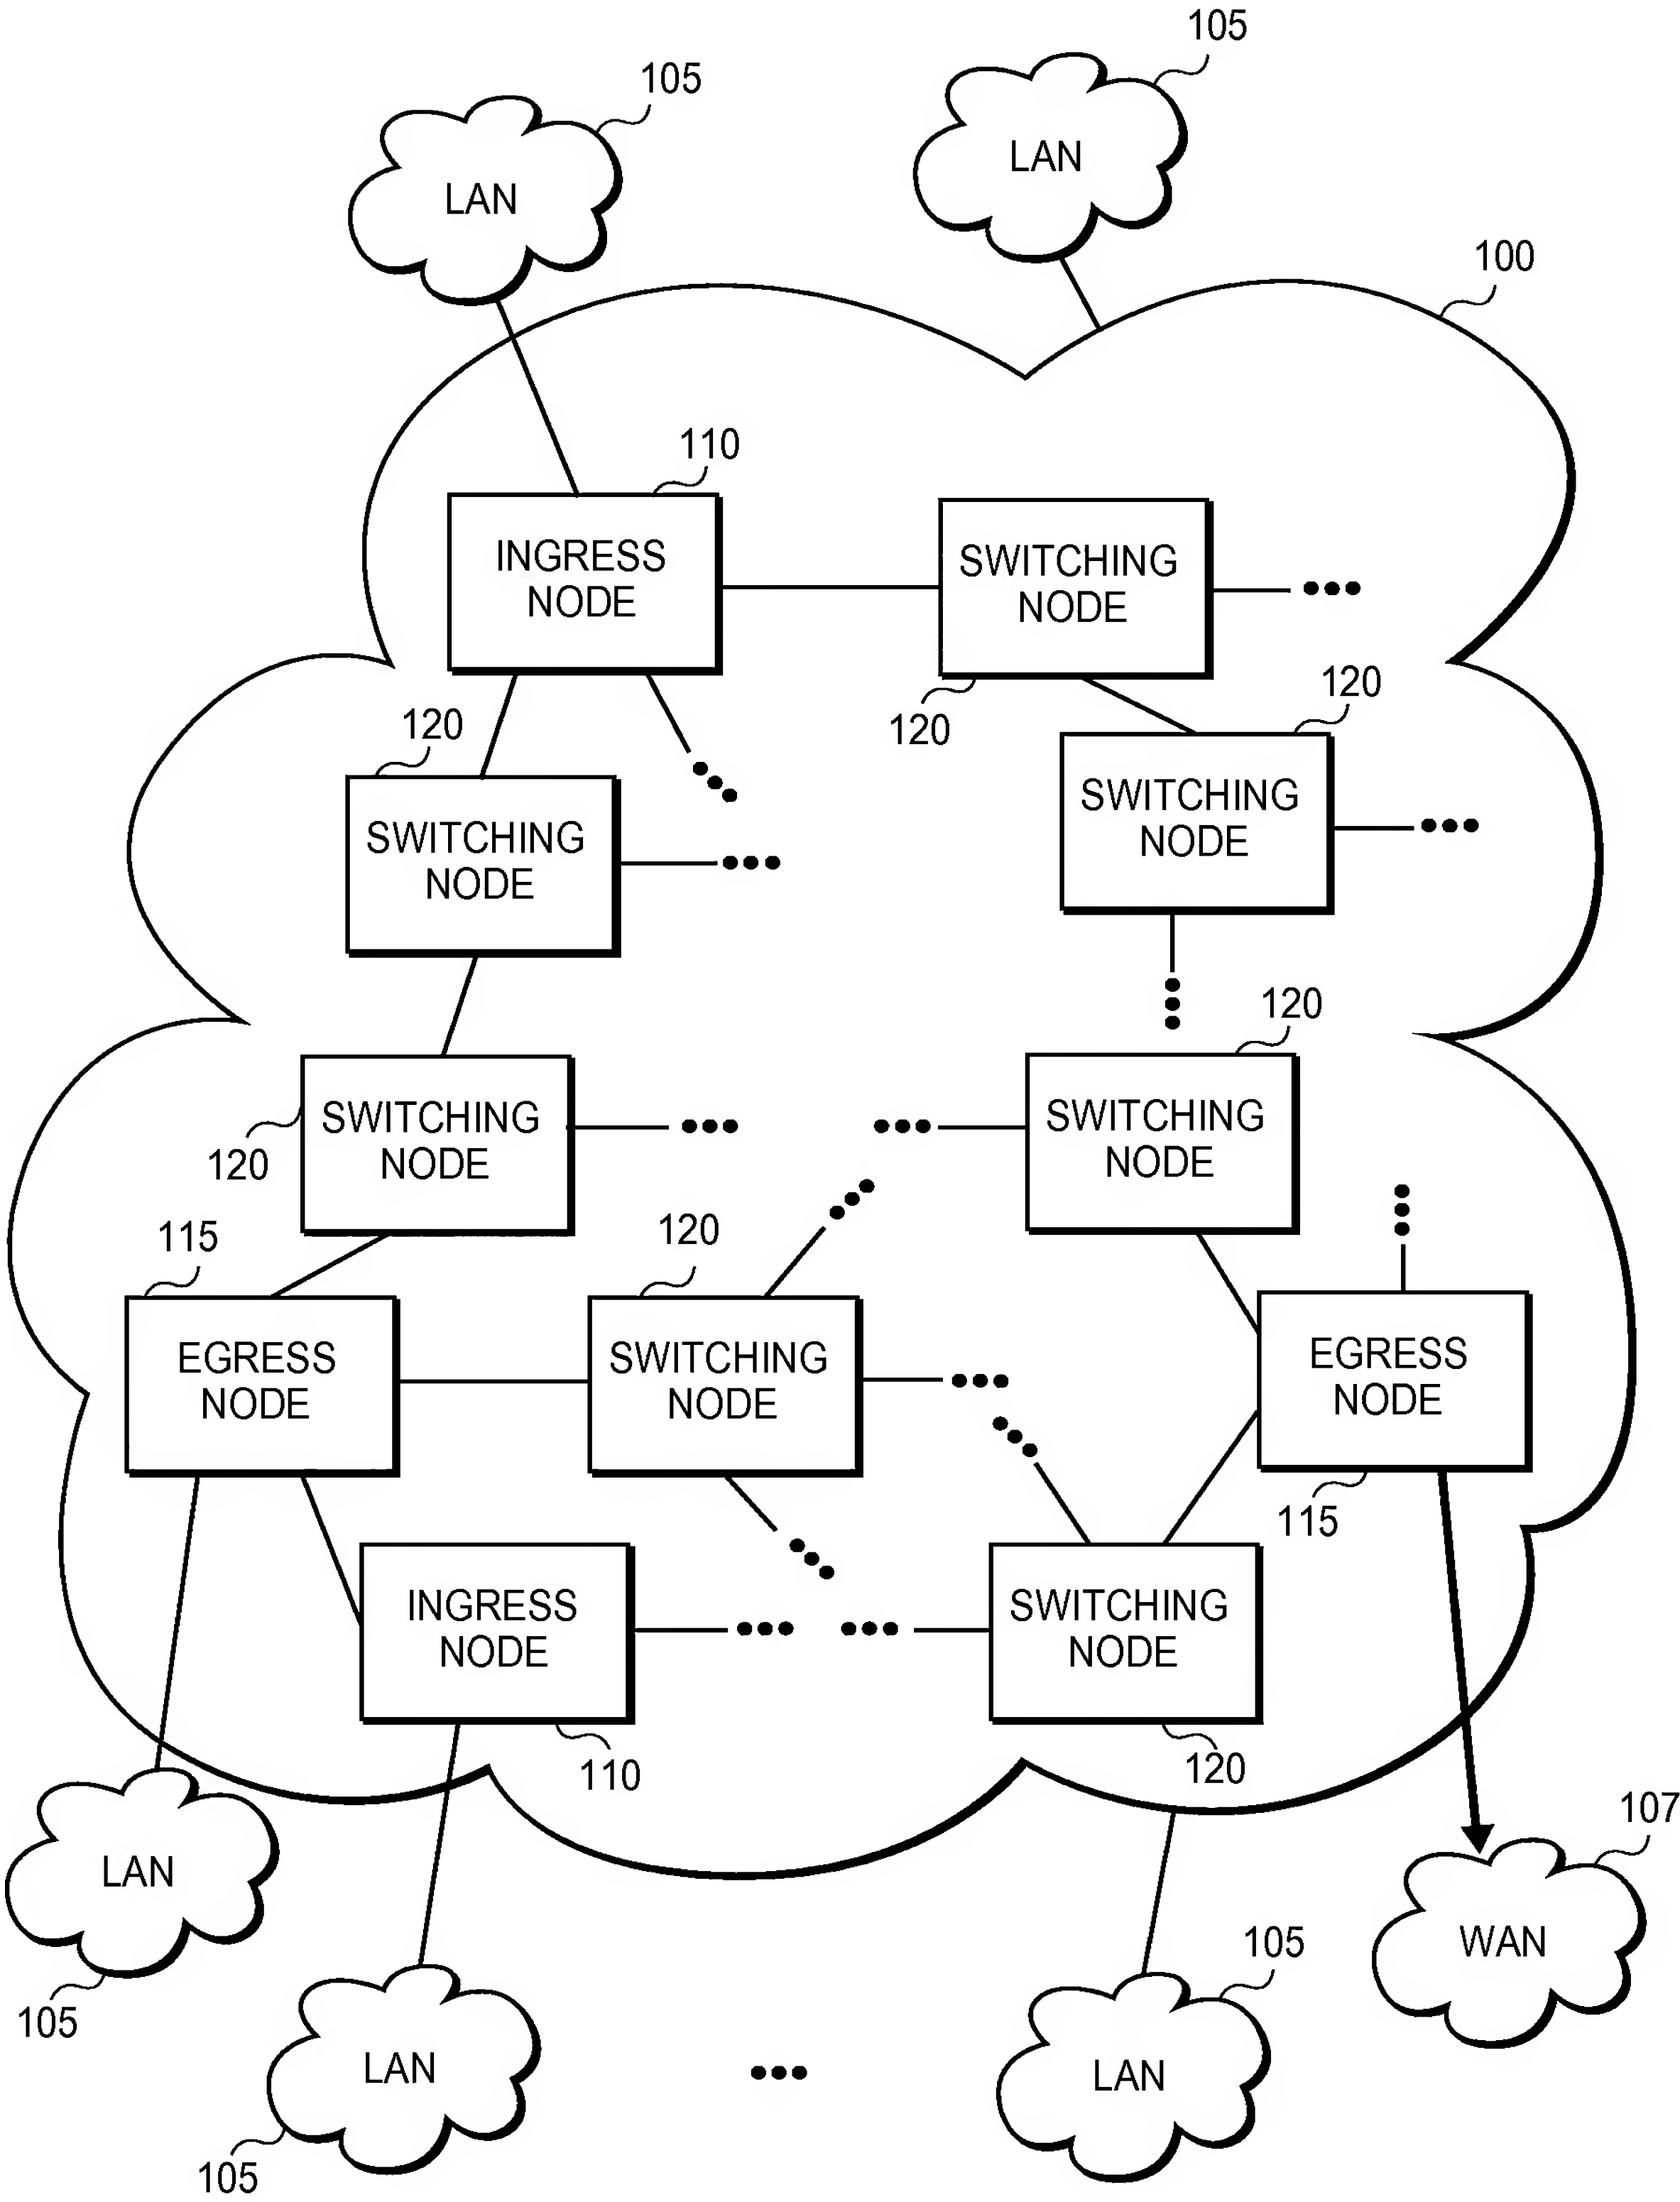 105
LAN
105
LAN
100
110
INGRESS
NODE
SWITCHING
NODE
120
120
SWITCHING
NODE
120
SWITCHING
NODE
120
SWITCHING
NODE
120
SWITCHING
NODE
115
EGRESS
NODE
120
SWITCHING
NODE
EGRESS
NODE
115
INGRESS
NODE
110
SWITCHING
NODE
120
LAN
105
LAN
105
105
LAN
107
WAN